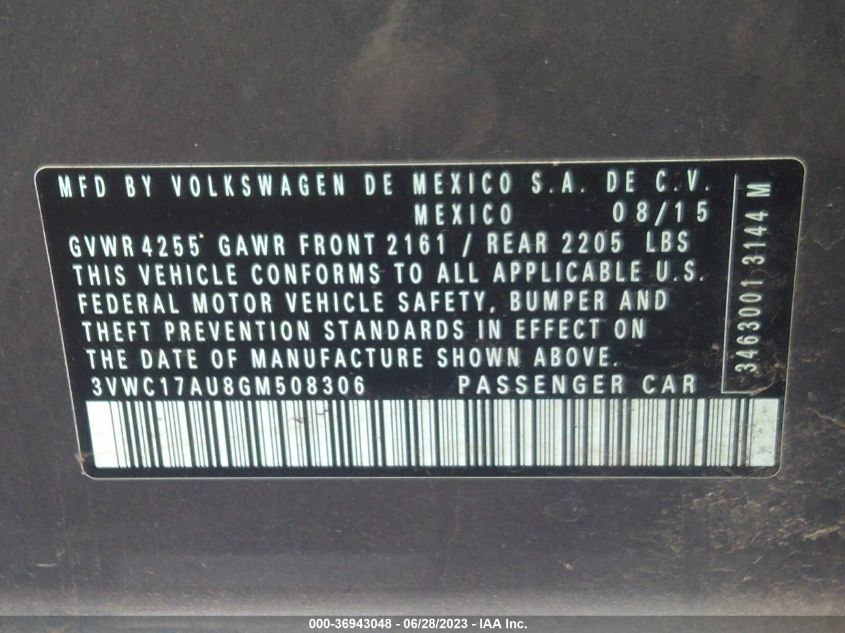 MFD BY VOLKSWAGEN DE MEXICO S.A. DE C.V.
MEXICO 08/15
GVWR 4255 GAWR FRONT 2161 / REAR 2205 LBS
THIS VEHICLE CONFORMS TO ALL APPLICABLE U.S.
FEDERAL MOTOR VEHICLE SAFETY, BUMPER AND
THEFT PREVENTION STANDARDS IN EFFECT ON
THE DATE OF MANUFACTURE SHOWN ABOVE.
3VWC17AU8GM508306 PASSENGER CAR
3463001 3144 M
000-36943048 - 06/28/2023 - IAA Inc.